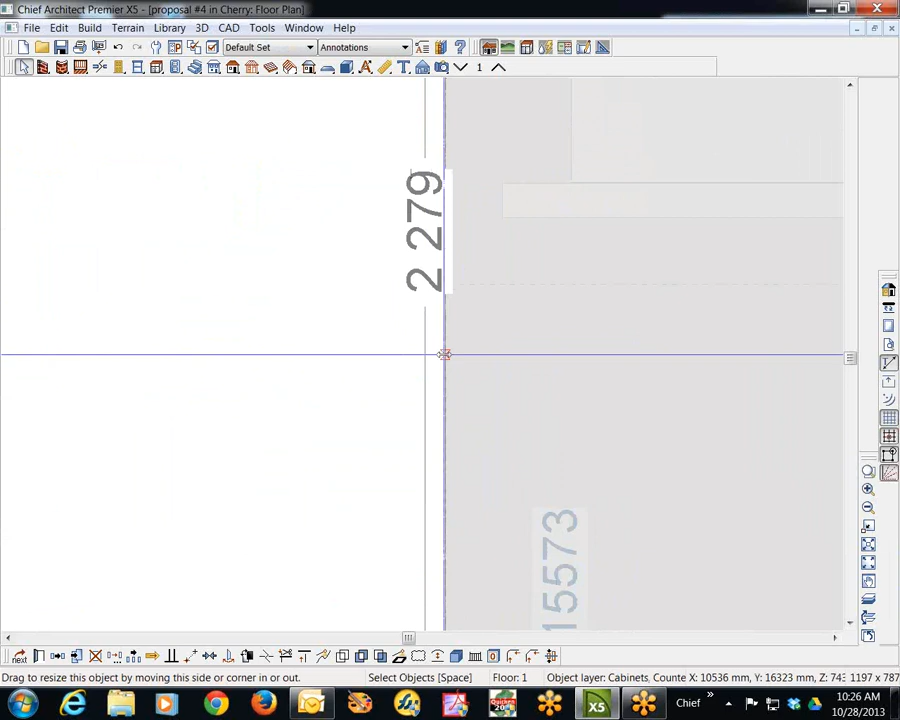 Chief Architect Premier X5 - [proposal #4 in Cherry: Floor Plan]
File Edit Build Terrain Library 3D CAD Tools Window Help
Default Set Annotations 1
2 279
15573
Drag to resize this object by moving this side or corner in or out. Select Objects [Space] Floor: 1 Object layer: Cabinets, Counte X: 10536 mm, Y: 16323 mm, Z: 743 1197 x 787
Quicken X5 Chief 10:26 AM
10/28/2013